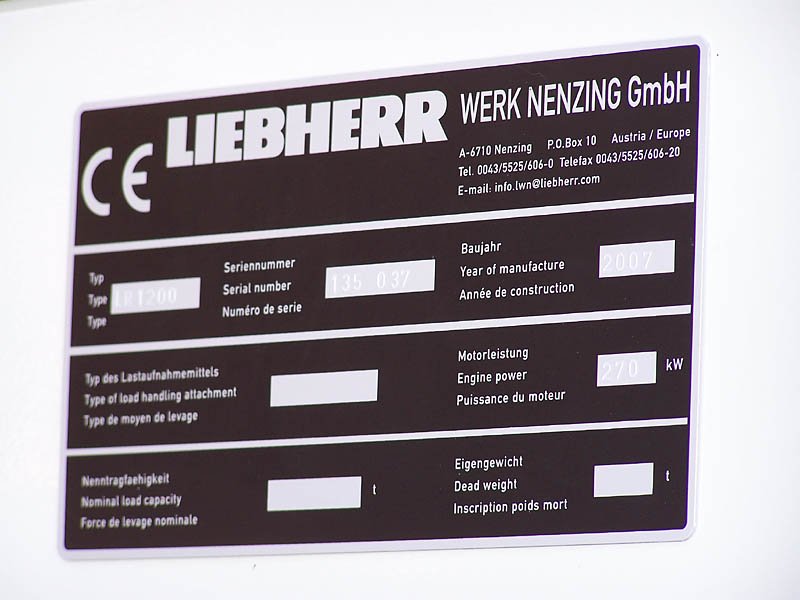 CE LIEBHERR WERK NENZING GmbH
A-6710 Nenzing P.O.Box 10 Austria / Europe
Tel. 0043/5525/606-0 Telefax 0043/5525/606-20
E-mail: info.lwn@liebherr.com
Typ
Type LR1200
Type
Seriennummer
Serial number 135 037
Numéro de serie
Baujahr
Year of manufacture 2007
Année de construction
Typ des Lastaufnahmemittels
Type of load handling attachment
Type de moyen de levage
Motorleistung
Engine power 270 kW
Puissance du moteur
Nenntragfaehigkeit
Nominal load capacity t
Force de levage nominale
Eigengewicht
Dead weight t
Inscription poids mort